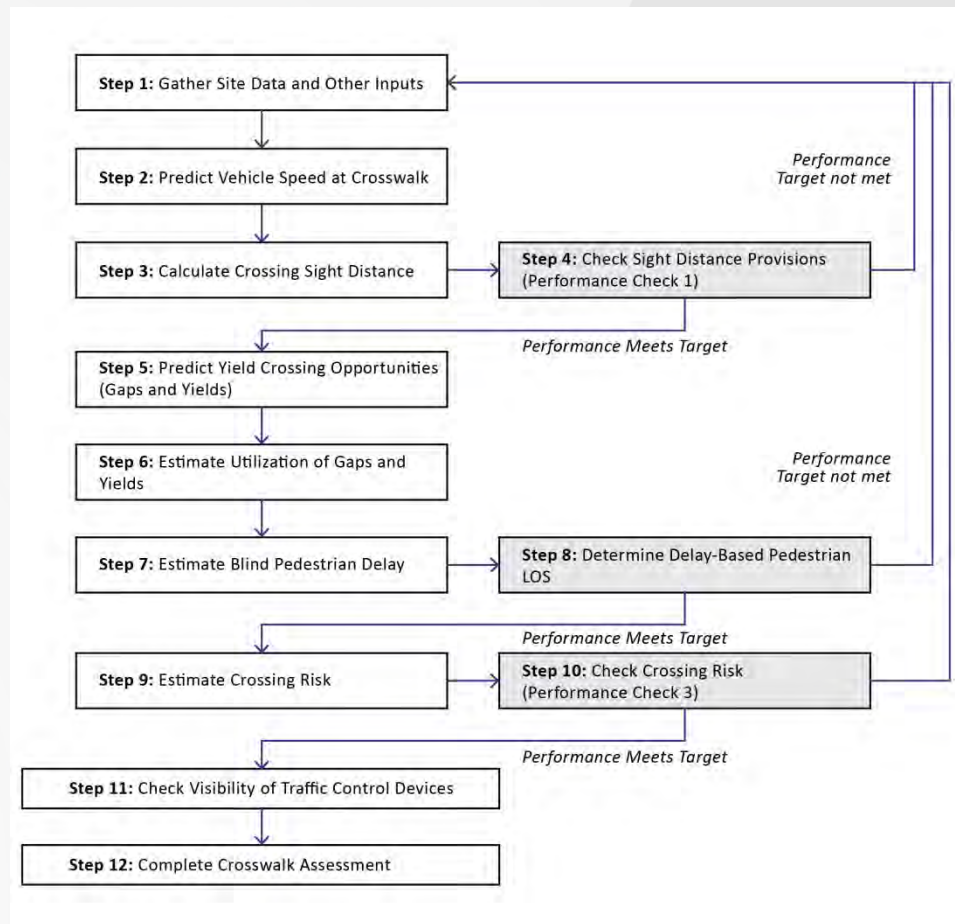 Step 1: Gather Site Data and Other Inputs
Performance
Target not met
Step 2: Predict Vehicle Speed at Crosswalk
Step 3: Calculate Crossing Sight Distance
Step 4: Check Sight Distance Provisions
(Performance Check 1)
Performance Meets Target
Step 5: Predict Yield Crossing Opportunities
(Gaps and Yields)
Step 6: Estimate Utilization of Gaps and
Yields
Performance
Target not met
Step 7: Estimate Blind Pedestrian Delay
Step 8: Determine Delay-Based Pedestrian
LOS
Performance Meets Target
Step 9: Estimate Crossing Risk
Step 10: Check Crossing Risk
(Performance Check 3)
Performance Meets Target
Step 11: Check Visibility of Traffic Control Devices
Step 12: Complete Crosswalk Assessment